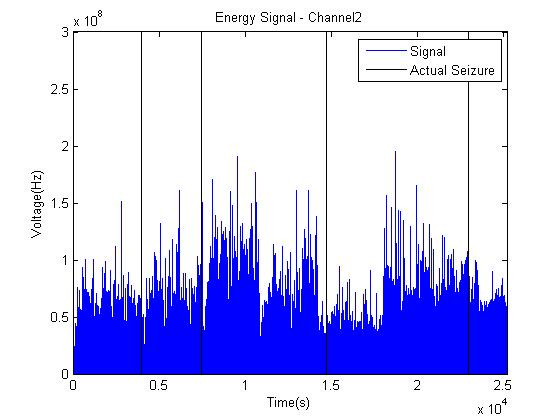 Energy Signal - Channel2
x 10^8
3
2.5
2
1.5
1
0.5
0
Voltage(Hz)
Signal
Actual Seizure
0 0.5 1 1.5 2 2.5
Time(s)
x 10^4